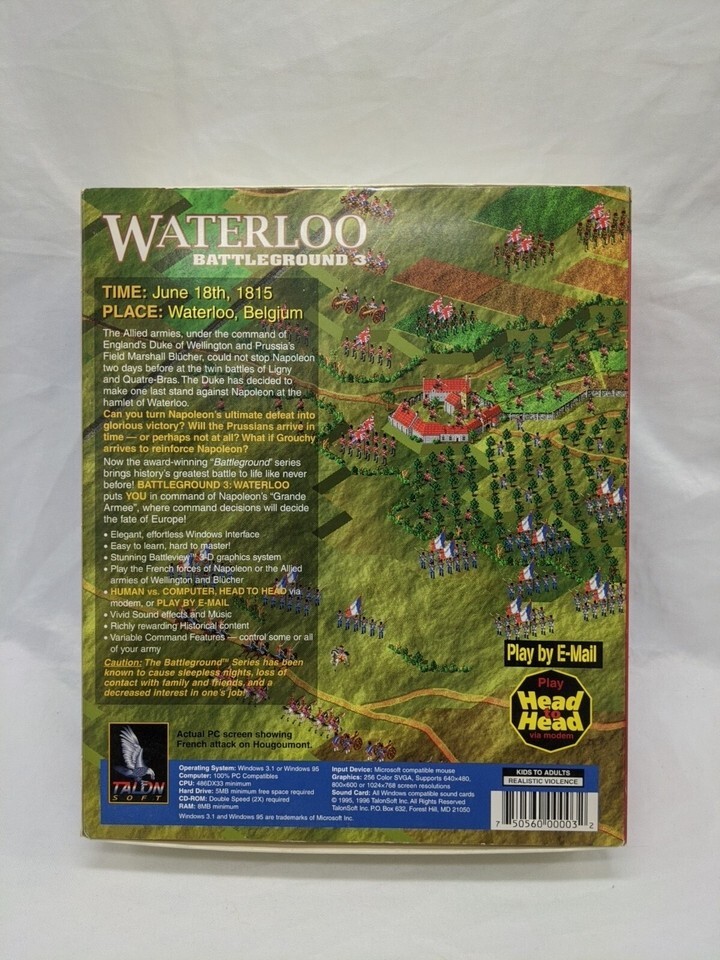 WATERLOO
BATTLEGROUND 3
TIME: June 18th, 1815
PLACE: Waterloo, Belgium
The Allied armies, under the command of
England's Duke of Wellington and Prussia's
Field Marshall Blücher, could not stop Napoleon
two days before at the twin battles of Ligny
and Quatre-Bras. The Duke has decided to
make one last stand against Napoleon at the
hamlet of Waterloo.
Can you turn Napoleon's ultimate defeat into
glorious victory? Will the Prussians arrive in
time — or perhaps not at all? What if Grouchy
arrives to reinforce Napoleon?
Now the award-winning "Battleground" series
brings history's greatest battle to life like never
before! BATTLEGROUND 3: WATERLOO
puts YOU in command of Napoleon's "Grande
Armee", where command decisions will decide
the fate of Europe!
• Elegant, effortless Windows Interface
• Easy to learn, hard to master!
• Stunning Battleview™ 3-D graphics system
• Play the French forces of Napoleon or the Allied
armies of Wellington and Blücher
• HUMAN vs. COMPUTER, HEAD TO HEAD via
modem, or PLAY BY E-MAIL
• Vivid Sound effects and Music
• Richly rewarding Historical content
• Variable Command Features — control some or all
of your army
Caution: The Battleground™ Series has been
known to cause sleepless nights, loss of
contact with family and friends, and a
decreased interest in one's job!
Play by E-Mail
Play
Head
to
Head
via modem
TALON
SOFT
Actual PC screen showing
French attack on Hougoumont.
Operating System: Windows 3.1 or Windows 95
Computer: 100% PC Compatibles
CPU: 486DX33 minimum
Hard Drive: 5MB minimum free space required
CD-ROM: Double Speed (2X) required
RAM: 8MB minimum
Windows 3.1 and Windows 95 are trademarks of Microsoft Inc.
Input Device: Microsoft compatible mouse
Graphics: 256 Color SVGA, Supports 640x480,
800x600 or 1024x768 screen resolutions
Sound Card: All Windows compatible sound cards
© 1995, 1996 TalonSoft Inc. All Rights Reserved
TalonSoft Inc. P.O. Box 632, Forest Hill, MD 21050
KIDS TO ADULTS
REALISTIC VIOLENCE
7 50560 00003 2